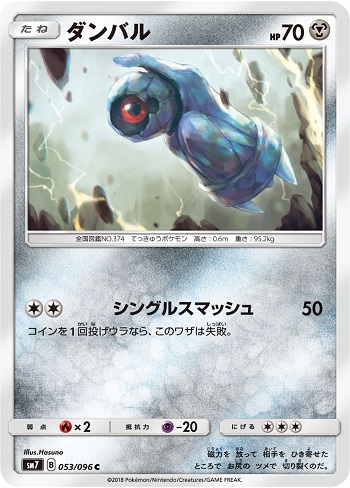 たね ダンバル HP70
全国図鑑NO.374 てっきゅうポケモン 高さ:0.6m 重さ:95.2kg
シングルスマッシュ 50
コインを1回投げウラなら、このワザは失敗。
弱点 ×2 抵抗力 -20 にげる
Illus.Hasuno
sm7 B 053/096 C
磁力を放って相手をひき寄せ
たところでお尻のツメで切り裂くのだ。
©2018 Pokémon/Nintendo/Creatures/GAME FREAK.